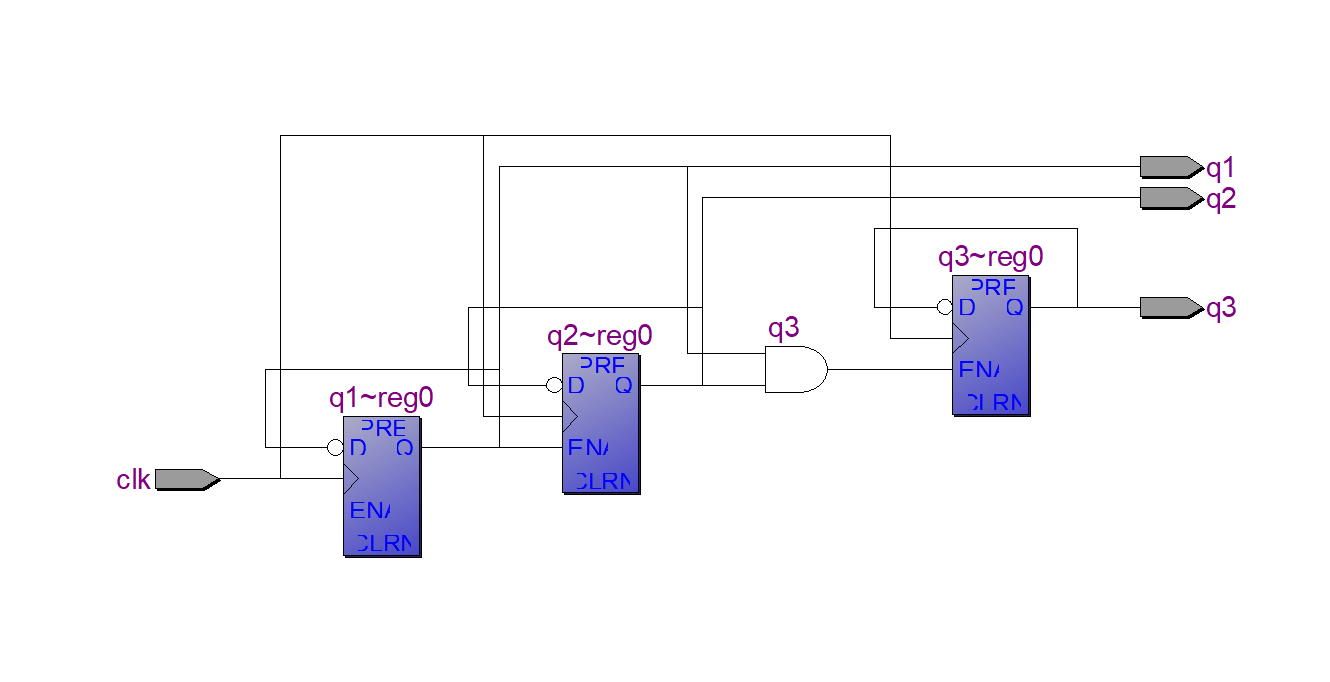 q1
q2
q3~reg0
PRE
D Q
q3
ENA
CLRN
q3
q2~reg0
PRE
D Q
ENA
CLRN
q1~reg0
PRE
D Q
ENA
CLRN
clk